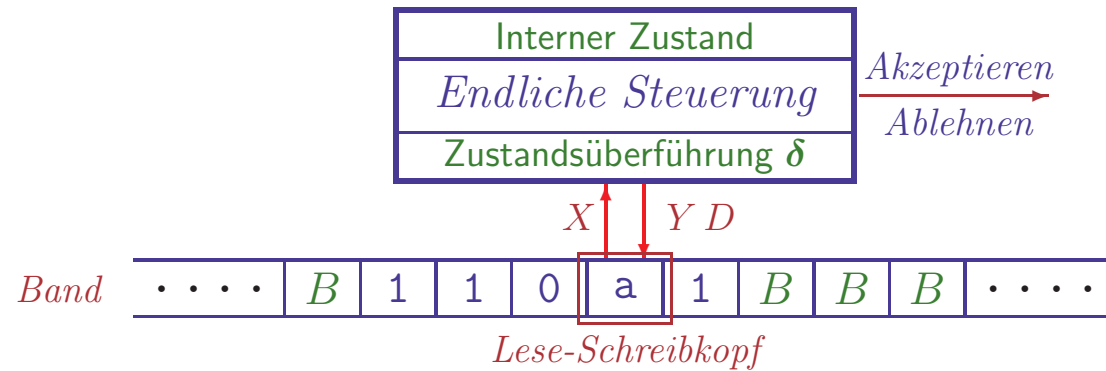 Interner Zustand
Endliche Steuerung
Akzeptieren
Ablehnen
Zustandsüberführung δ
X Y D
Band · · · · B 1 1 0 a 1 B B B · · · ·
Lese-Schreibkopf